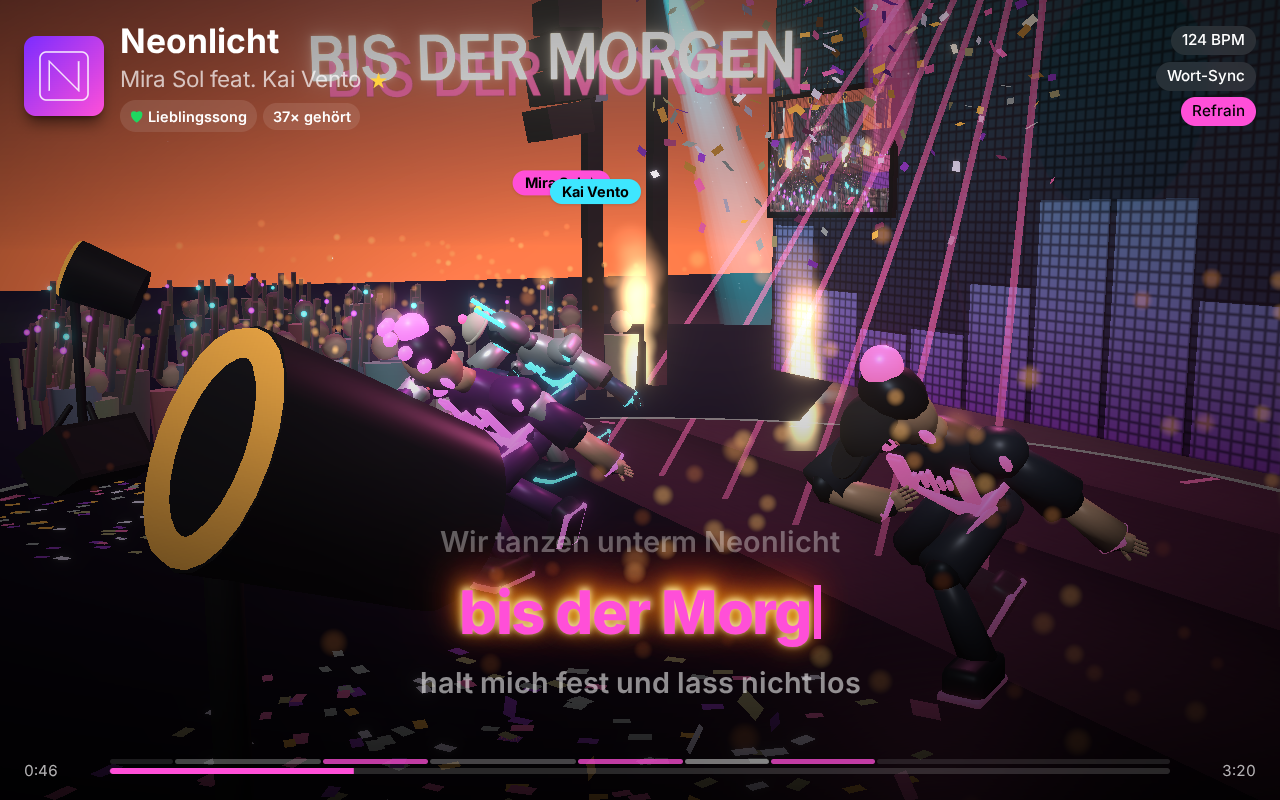 Neonlicht
Mira Sol feat. Kai Vento
Lieblingssong
37× gehört
BIS DER MORGEN
124 BPM
Wort-Sync
Refrain
Kai Vento
Wir tanzen unterm Neonlicht
bis der Morg
halt mich fest und lass nicht los
0:46
3:20